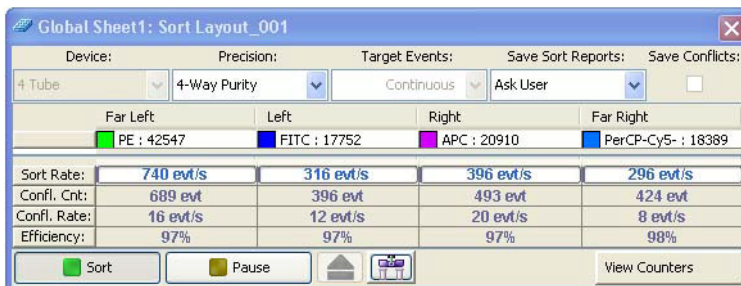 Global Sheet1: Sort Layout_001
Device: Precision: Target Events: Save Sort Reports: Save Conflicts:
4 Tube 4-Way Purity Continuous Ask User
Far Left Left Right Far Right
PE : 42547 FITC : 17752 APC : 20910 PerCP-Cy5- : 18389
Sort Rate: 740 evt/s 316 evt/s 396 evt/s 296 evt/s
Confl. Cnt: 689 evt 396 evt 493 evt 424 evt
Confl. Rate: 16 evt/s 12 evt/s 20 evt/s 8 evt/s
Efficiency: 97% 97% 97% 98%
Sort Pause View Counters